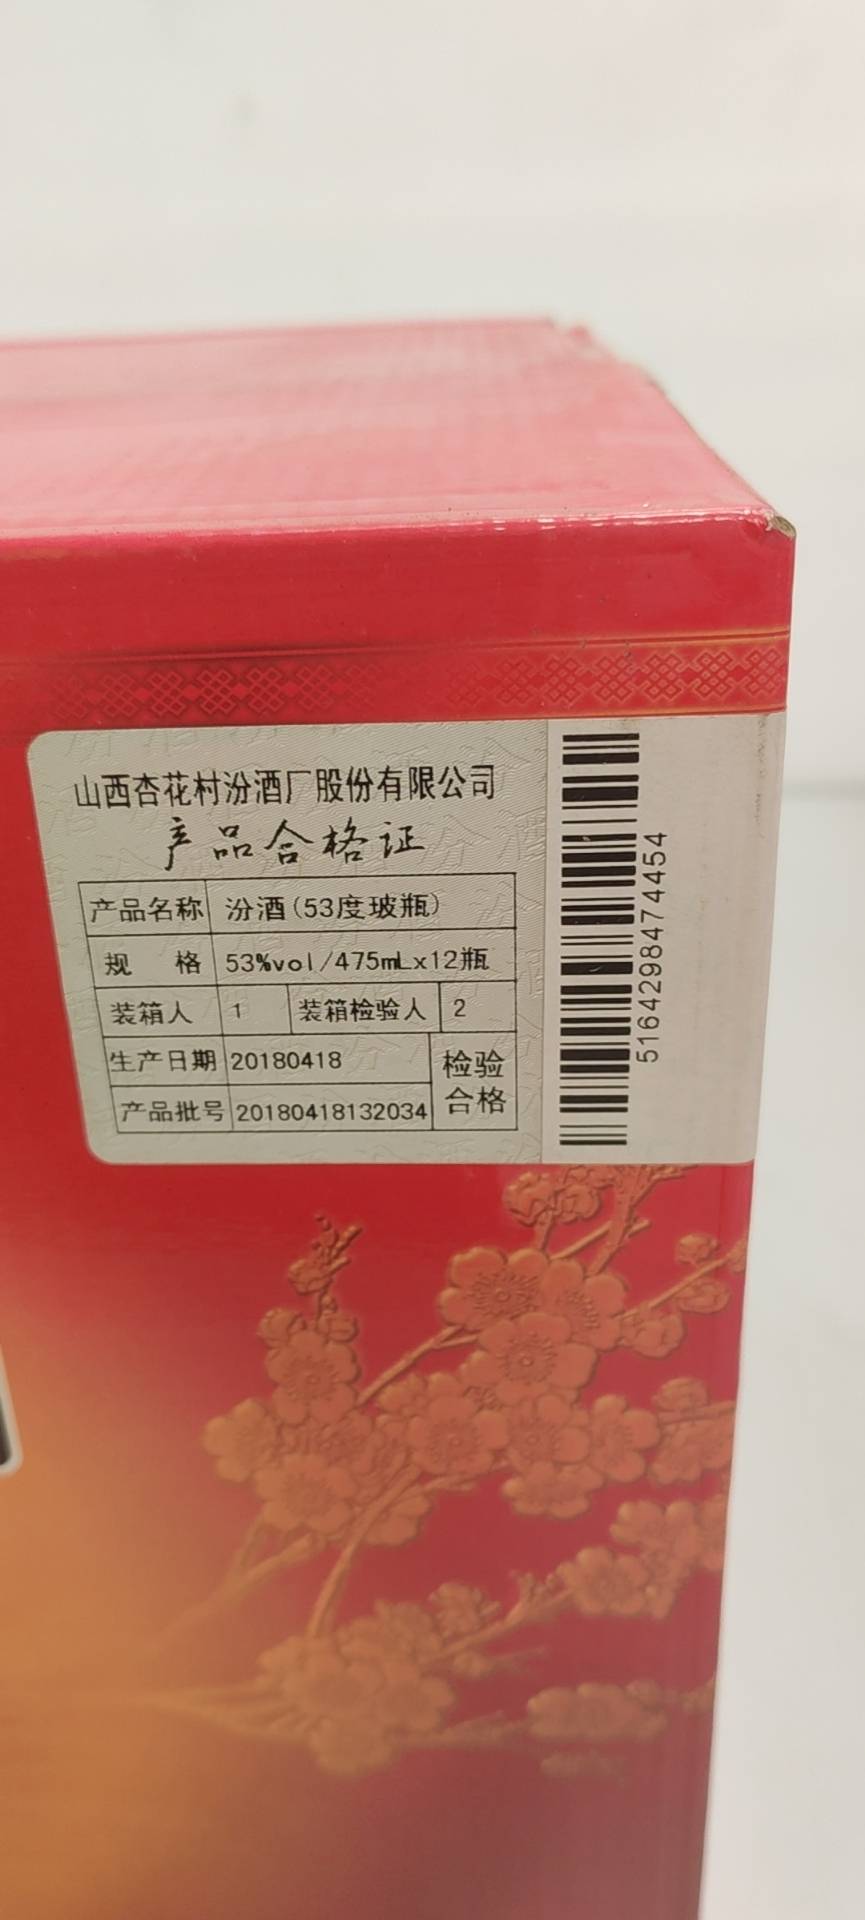 山西杏花村汾酒厂股份有限公司
产品合格证
产品名称 汾酒(53度玻瓶)
规 格 53%vol/475mLx12瓶
装箱人 1 装箱检验人 2
生产日期 20180418 检验
产品批号 20180418132034 合格
5164298474454